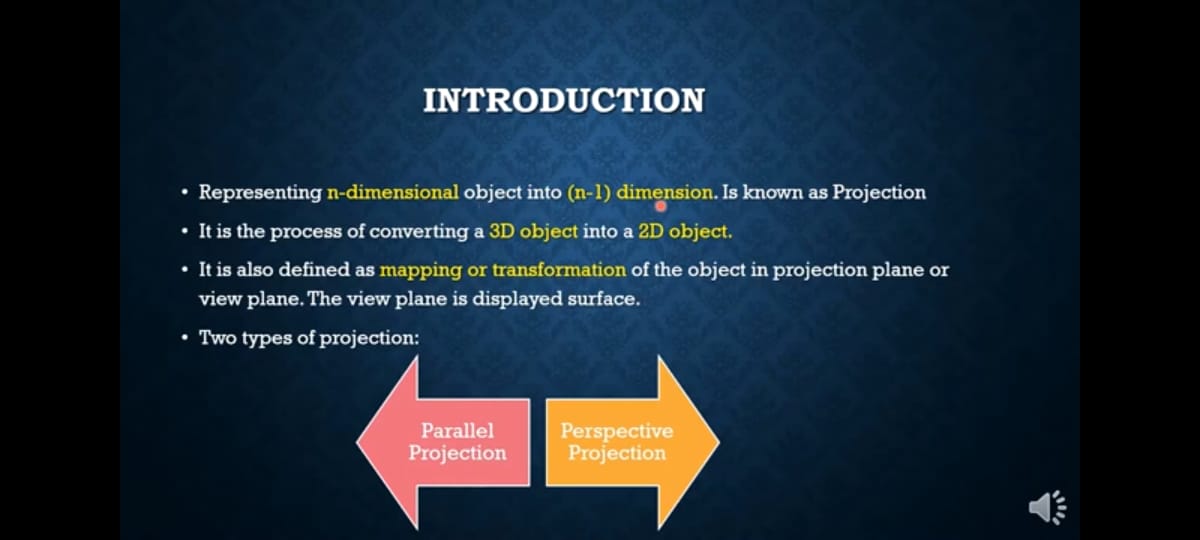 INTRODUCTION
• Representing n-dimensional object into (n-1) dimension. Is known as Projection
• It is the process of converting a 3D object into a 2D object.
• It is also defined as mapping or transformation of the object in projection plane or
view plane. The view plane is displayed surface.
• Two types of projection:
Parallel
Projection
Perspective
Projection